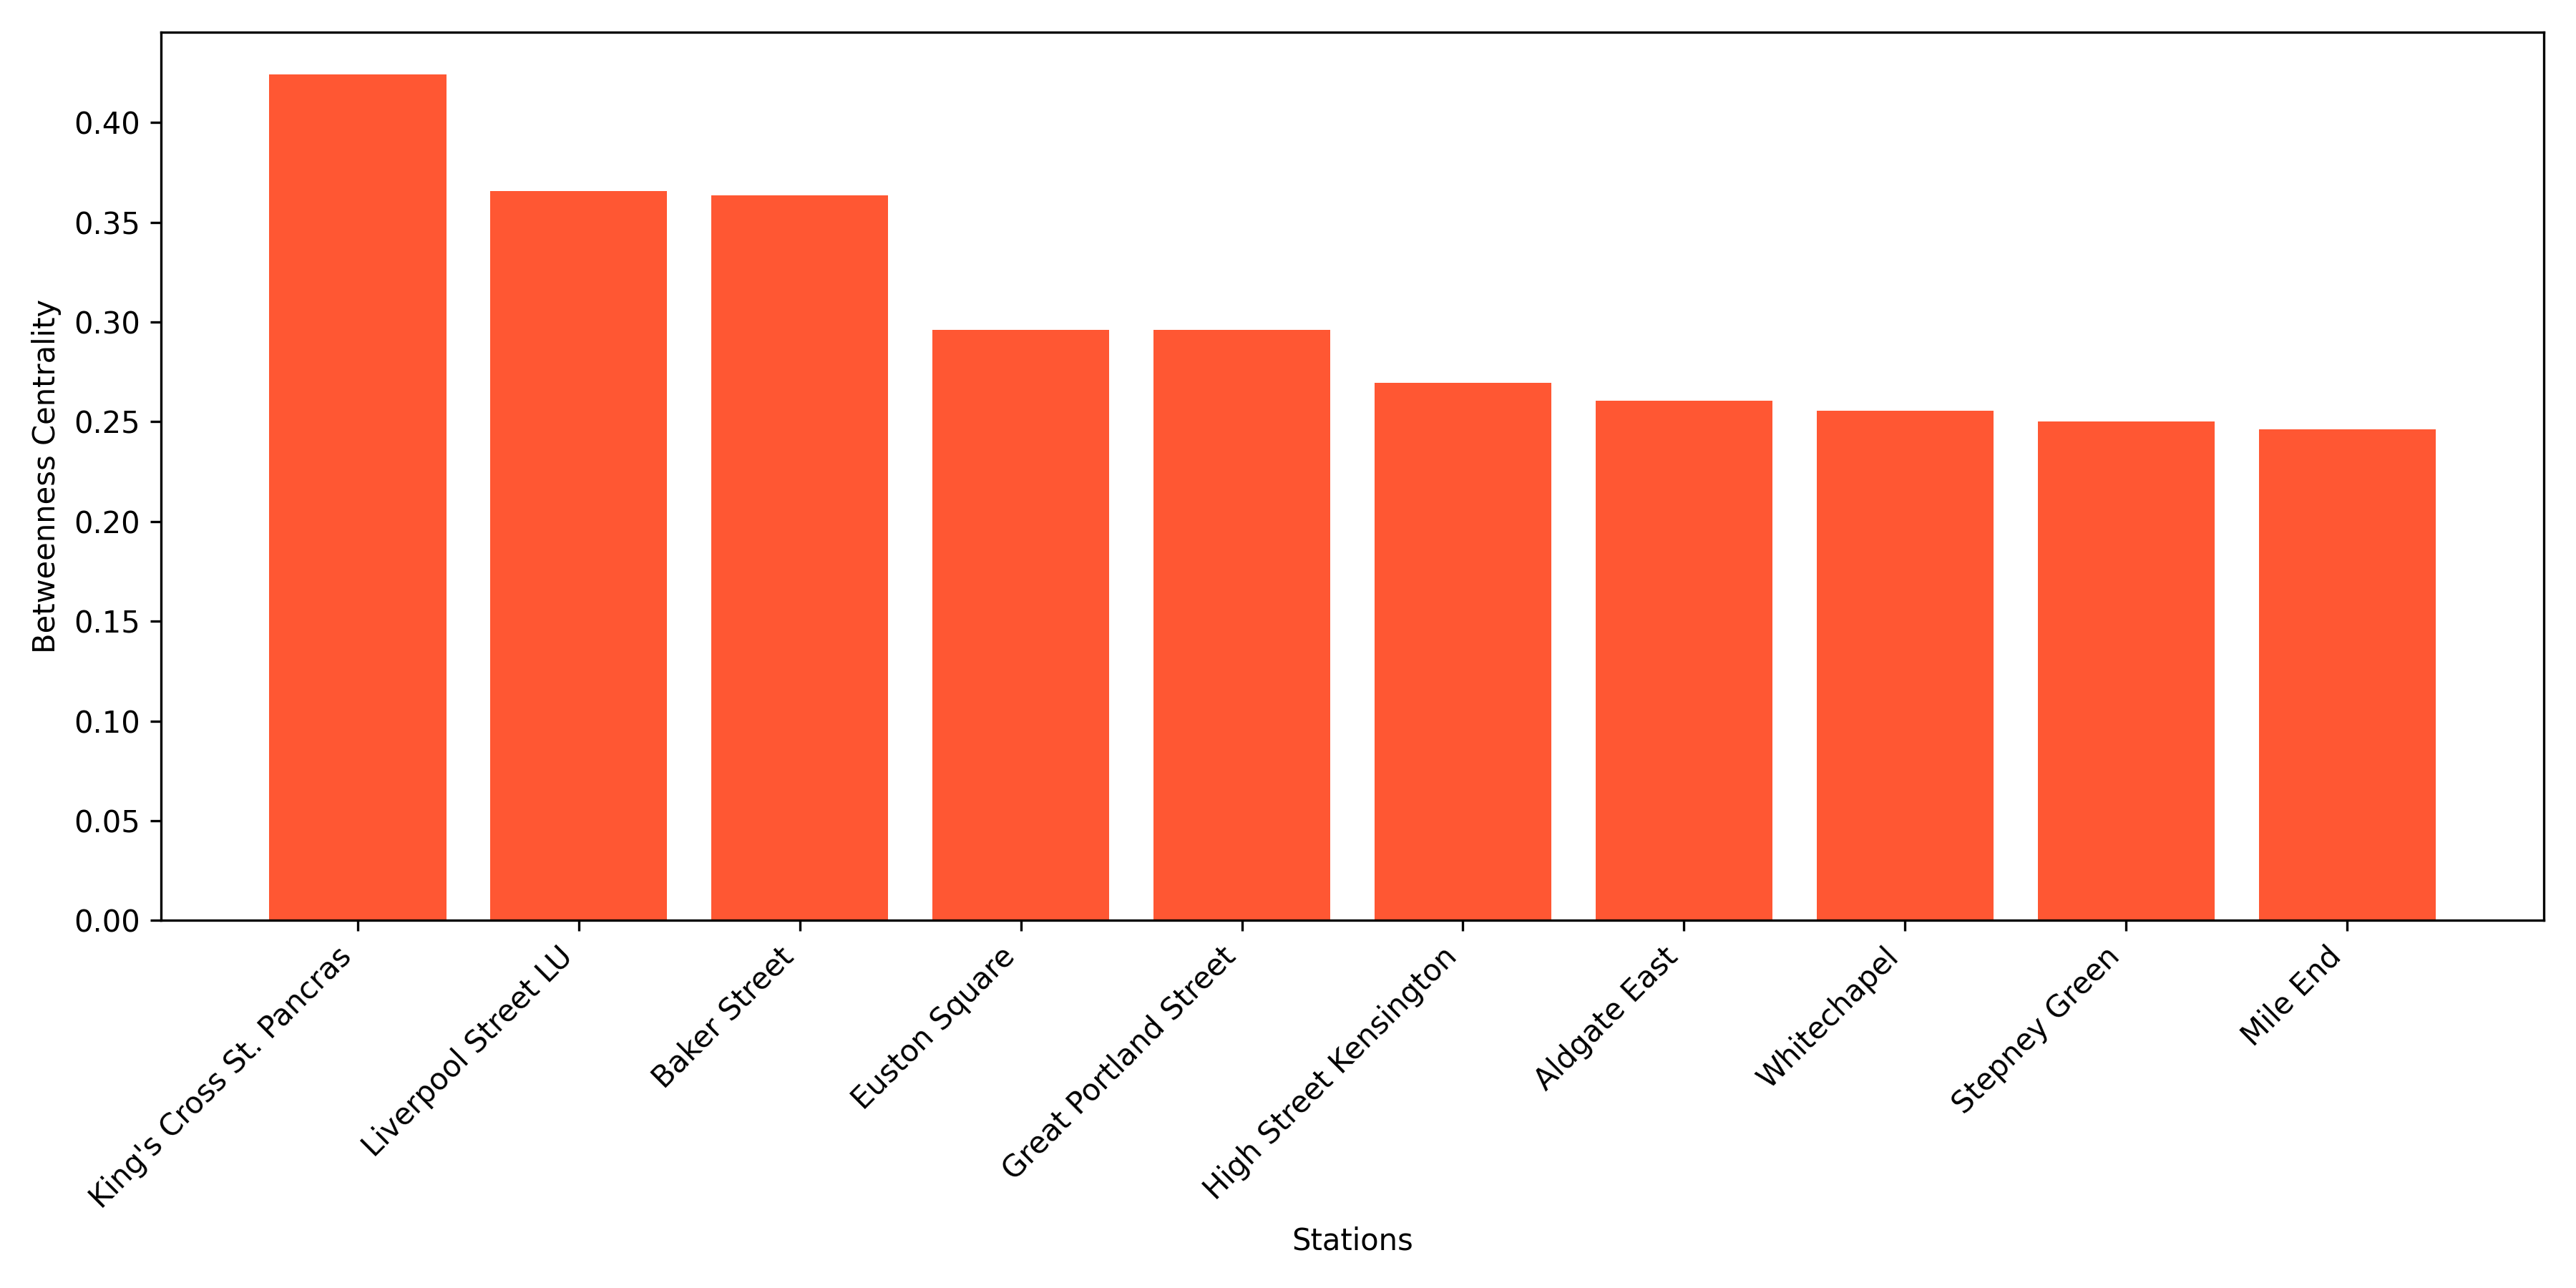 Betweenness Centrality
0.40
0.35
0.30
0.25
0.20
0.15
0.10
0.05
0.00
King's Cross St. Pancras
Liverpool Street LU
Baker Street
Euston Square
Great Portland Street
High Street Kensington
Aldgate East
Whitechapel
Stepney Green
Mile End
Stations